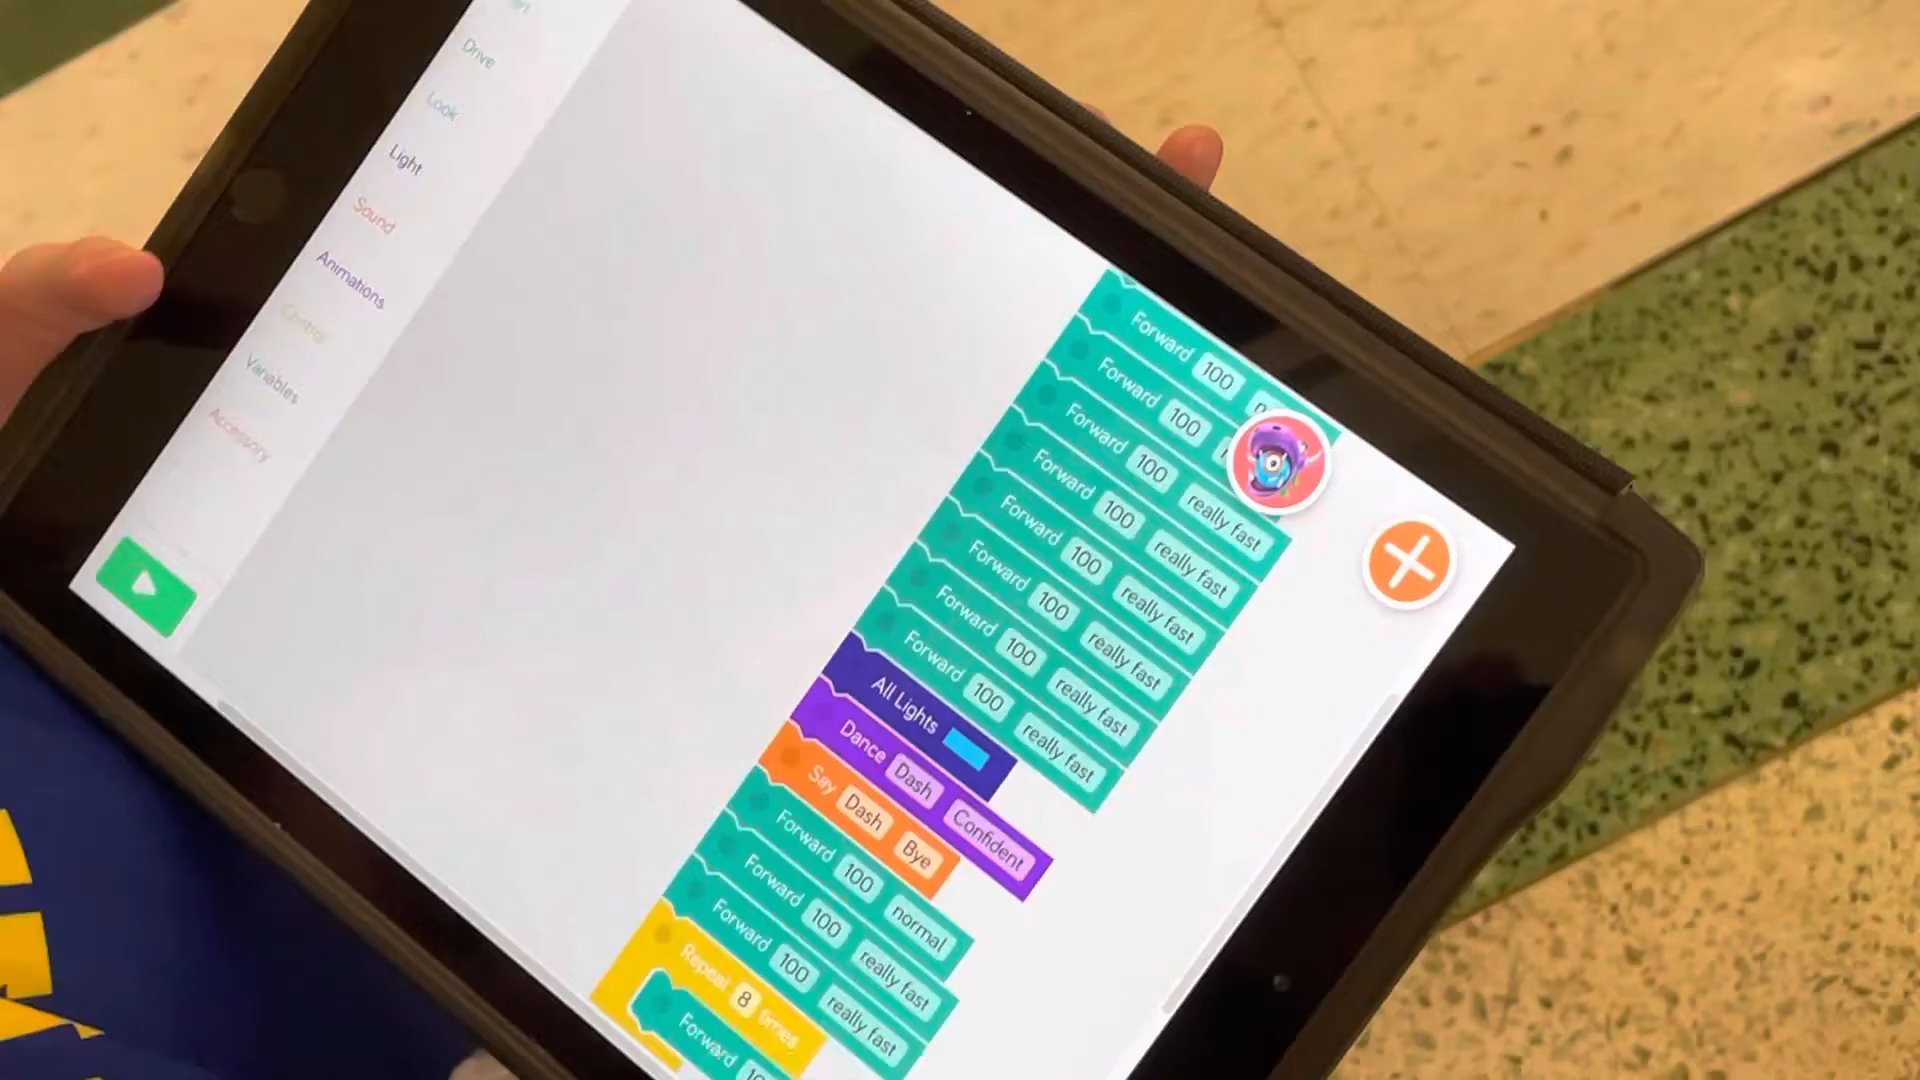 Drive
Look
Light
Sound
Animations
Control
Variables
Accessory
Forward 100
Forward 100
Forward 100 really fast
Forward 100 really fast
Forward 100 really fast
Forward 100 really fast
Forward 100 really fast
Forward 100 really fast
All Lights
Dance Dash Confident
Say Dash Bye
Forward 100 normal
Forward 100 really fast
Forward 100 really fast
Repeat 8 times
Forward